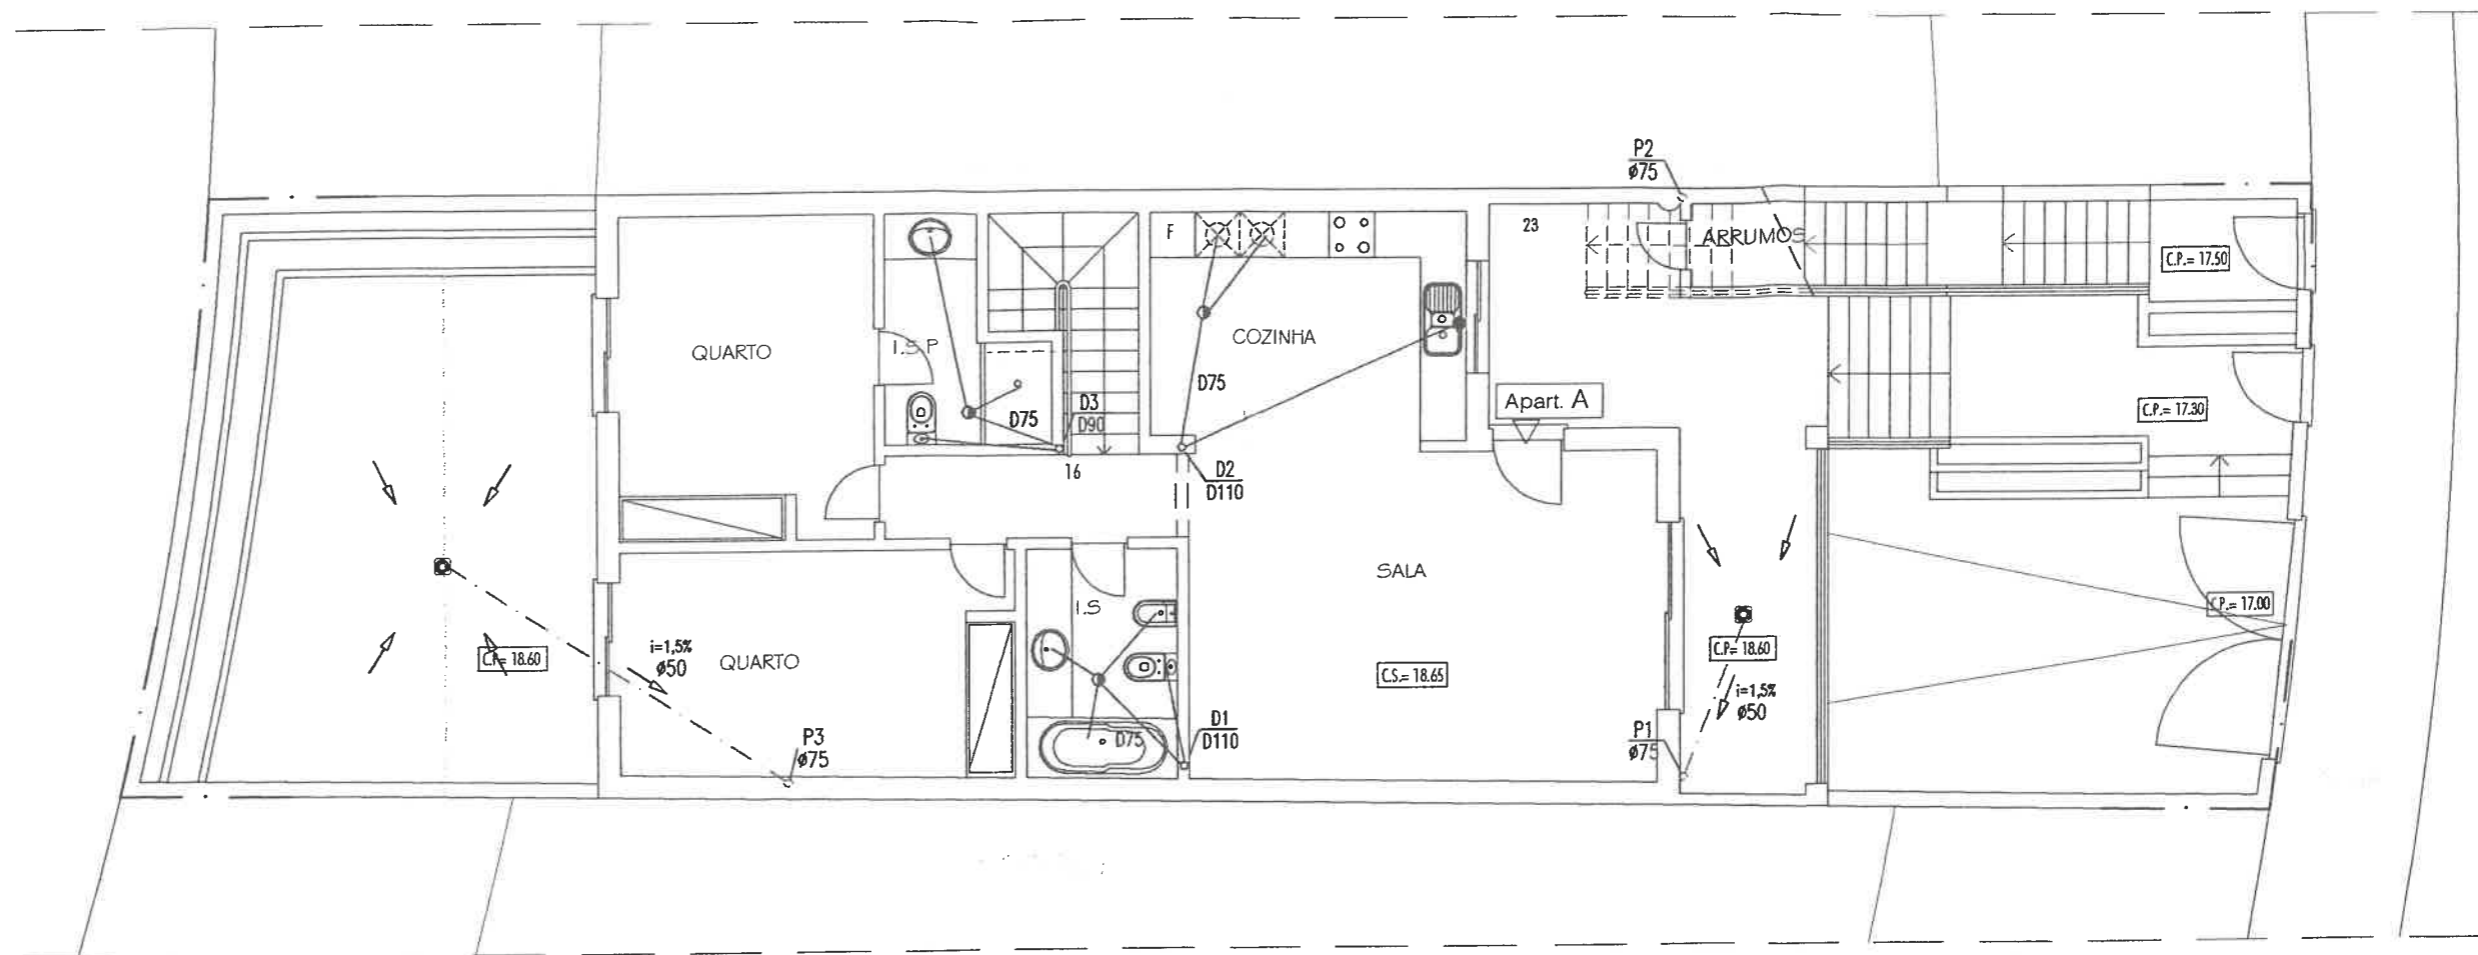 P2
ø75
F
23
ARRUMOS
C.P.= 17.50
QUARTO
I.S P
COZINHA
D75
Apart. A
C.P.= 17.30
D3
D90
D75
16
D2
D110
SALA
I.S
C.P.= 17.00
C.P= 18.60
i=1,5%
ø50
QUARTO
C.S.= 18.65
C.P= 18.60
i=1,5%
ø50
P3
ø75
D75
D1
D110
P1
ø75